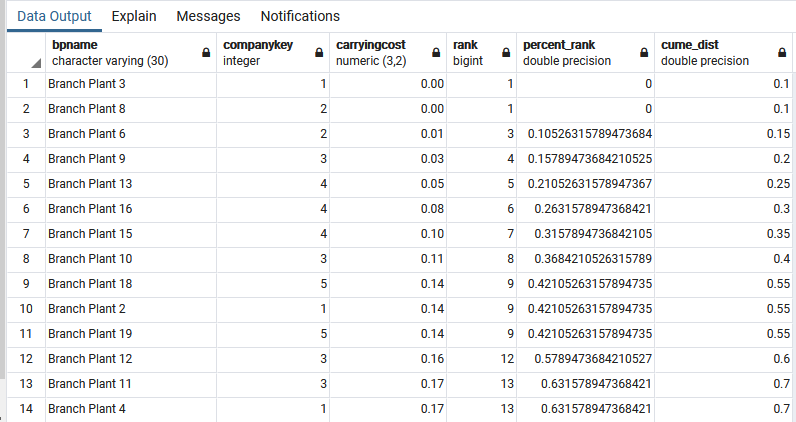 Data Output Explain Messages Notifications
bpname companykey carryingcost rank percent_rank cume_dist
character varying (30) integer numeric (3,2) bigint double precision double precision
1 Branch Plant 3 1 0.00 1 0 0.1
2 Branch Plant 8 2 0.00 1 0 0.1
3 Branch Plant 6 2 0.01 3 0.10526315789473684 0.15
4 Branch Plant 9 3 0.03 4 0.15789473684210525 0.2
5 Branch Plant 13 4 0.05 5 0.21052631578947367 0.25
6 Branch Plant 16 4 0.08 6 0.2631578947368421 0.3
7 Branch Plant 15 4 0.10 7 0.3157894736842105 0.35
8 Branch Plant 10 3 0.11 8 0.3684210526315789 0.4
9 Branch Plant 18 5 0.14 9 0.42105263157894735 0.55
10 Branch Plant 2 1 0.14 9 0.42105263157894735 0.55
11 Branch Plant 19 5 0.14 9 0.42105263157894735 0.55
12 Branch Plant 12 3 0.16 12 0.5789473684210527 0.6
13 Branch Plant 11 3 0.17 13 0.631578947368421 0.7
14 Branch Plant 4 1 0.17 13 0.631578947368421 0.7